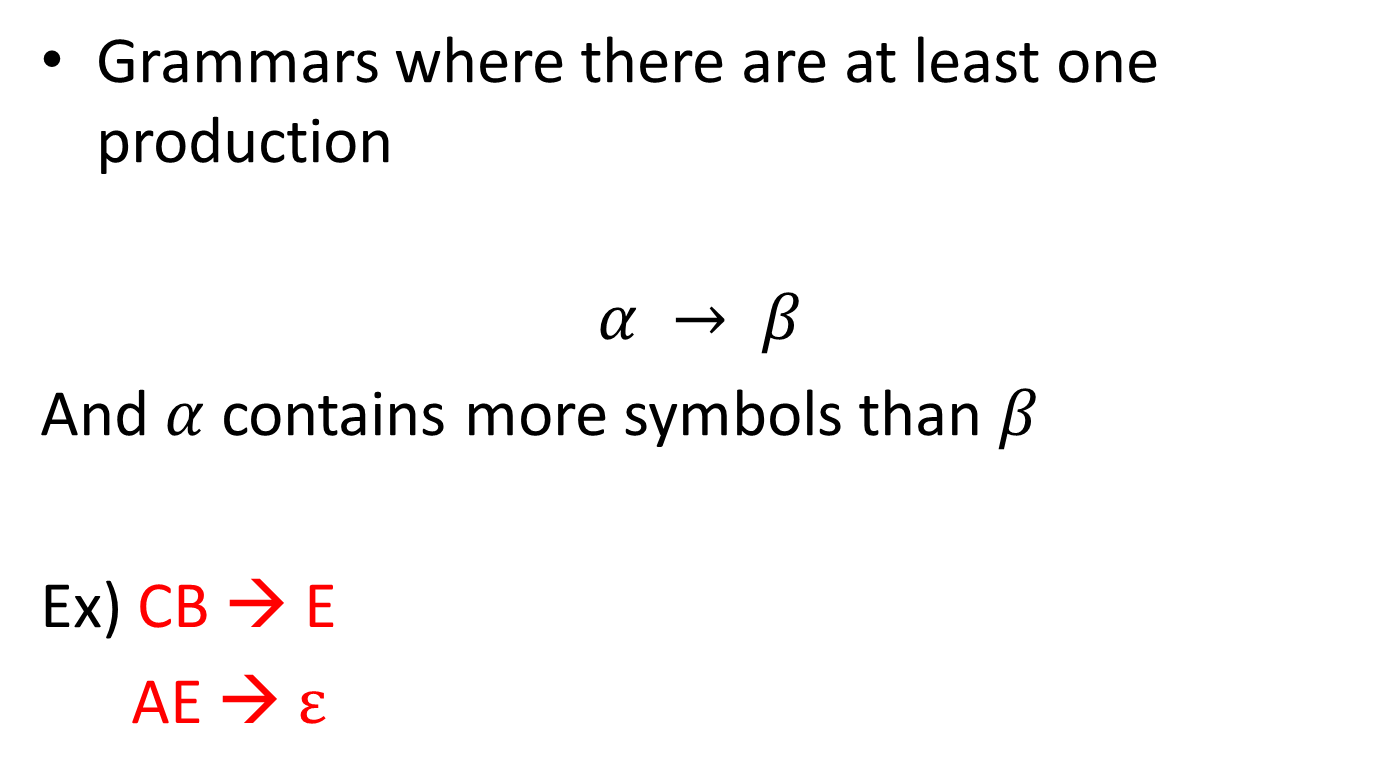 • Grammars where there are at least one
production
𝛼 → 𝛽
And 𝛼 contains more symbols than 𝛽
Ex) CB → E
AE → ε